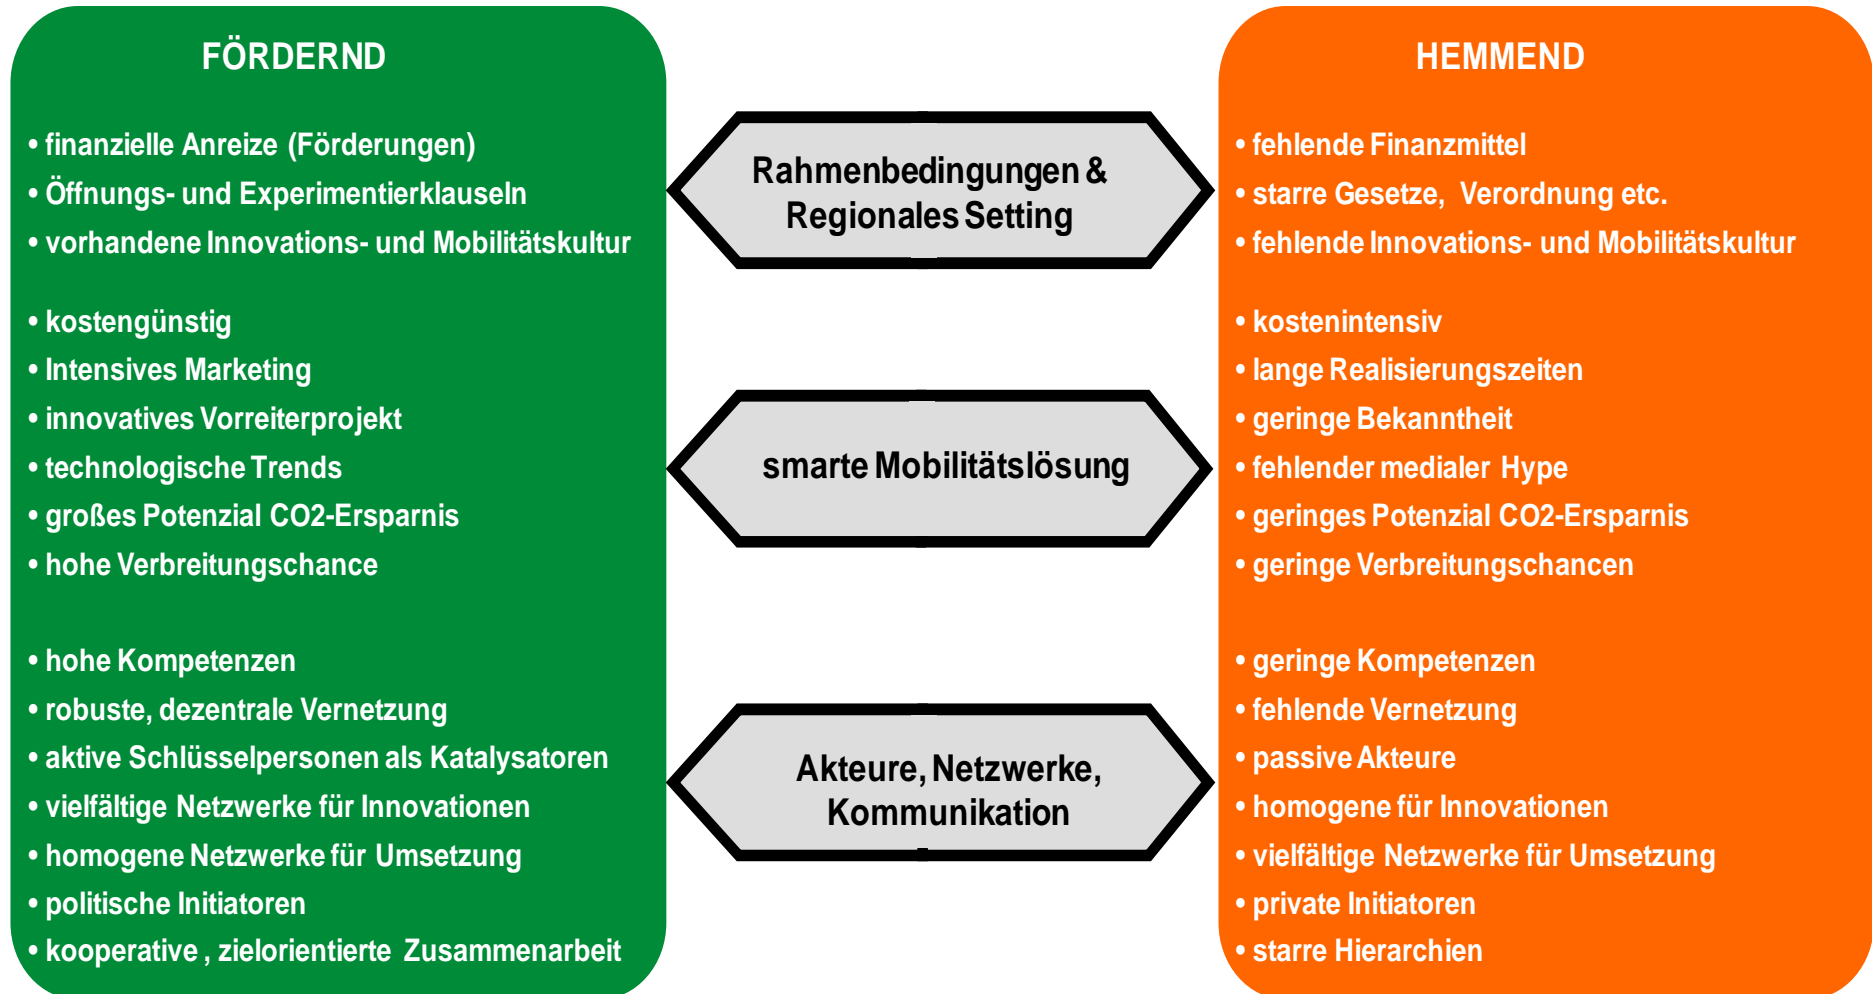 FÖRDERND
• finanzielle Anreize (Förderungen)
• Öffnungs- und Experimentierklauseln
• vorhandene Innovations- und Mobilitätskultur
• kostengünstig
• Intensives Marketing
• innovatives Vorreiterprojekt
• technologische Trends
• großes Potenzial CO2-Ersparnis
• hohe Verbreitungschance
• hohe Kompetenzen
• robuste, dezentrale Vernetzung
• aktive Schlüsselpersonen als Katalysatoren
• vielfältige Netzwerke für Innovationen
• homogene Netzwerke für Umsetzung
• politische Initiatoren
• kooperative , zielorientierte Zusammenarbeit
Rahmenbedingungen &
Regionales Setting
smarte Mobilitätslösung
Akteure, Netzwerke,
Kommunikation
HEMMEND
• fehlende Finanzmittel
• starre Gesetze, Verordnung etc.
• fehlende Innovations- und Mobilitätskultur
• kostenintensiv
• lange Realisierungszeiten
• geringe Bekanntheit
• fehlender medialer Hype
• geringes Potenzial CO2-Ersparnis
• geringe Verbreitungschancen
• geringe Kompetenzen
• fehlende Vernetzung
• passive Akteure
• homogene für Innovationen
• vielfältige Netzwerke für Umsetzung
• private Initiatoren
• starre Hierarchien